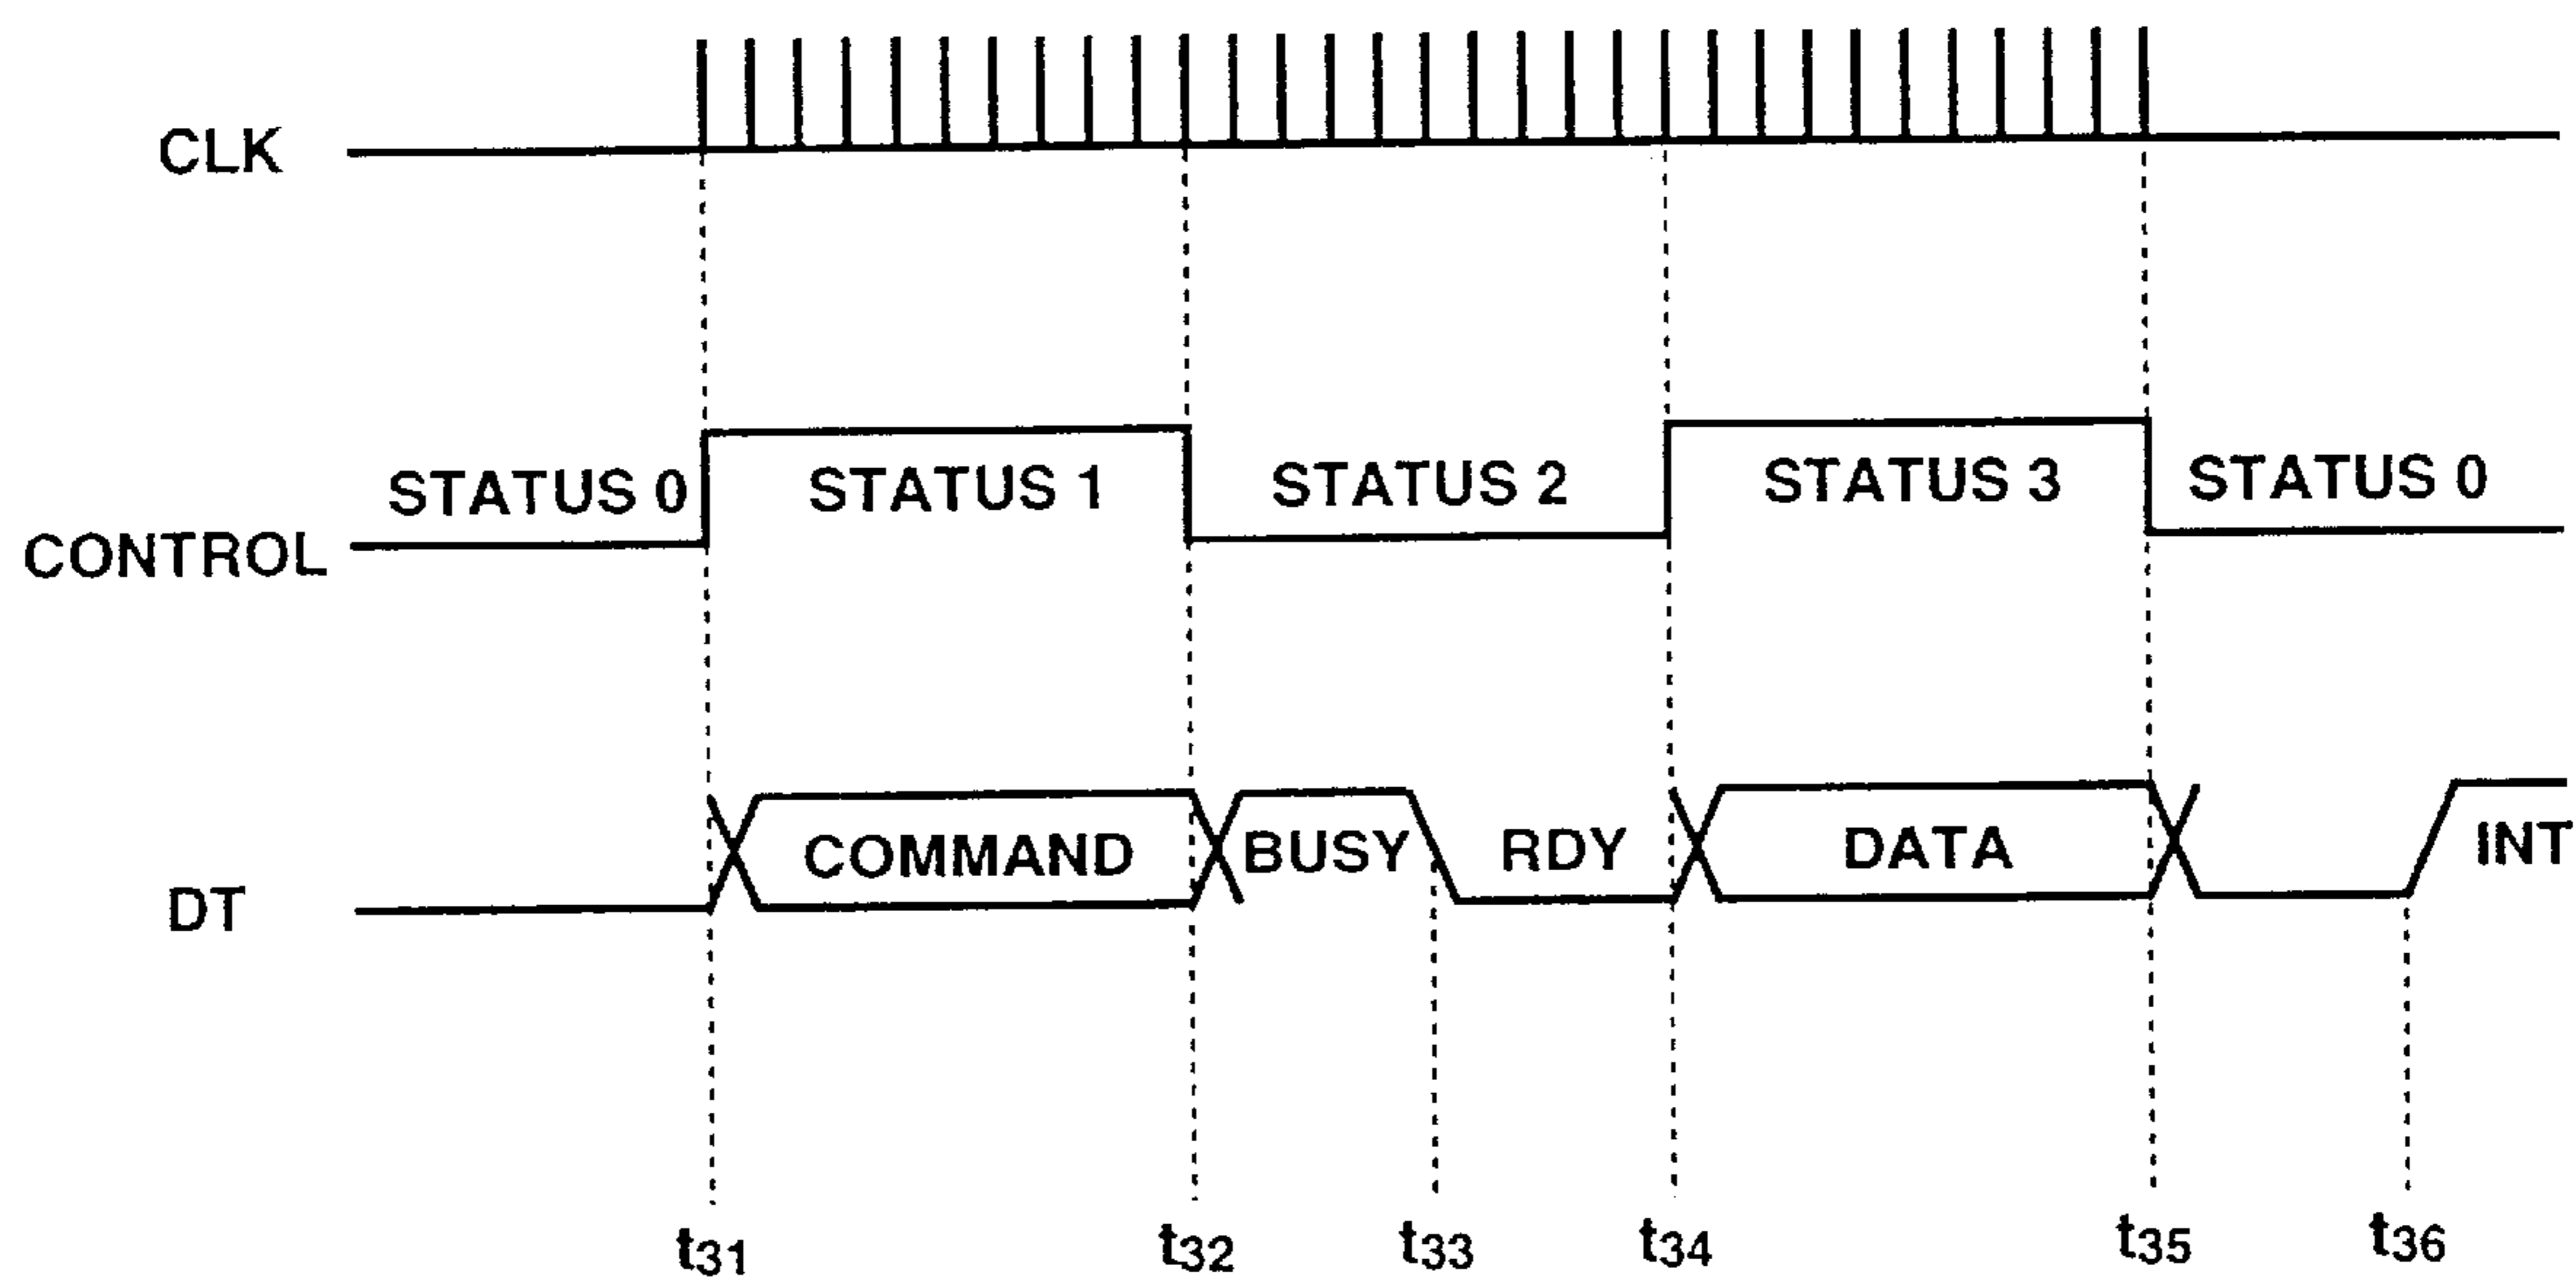 CLK
STATUS 0 STATUS 1 STATUS 2 STATUS 3 STATUS 0
CONTROL
COMMAND BUSY RDY DATA INT
DT
t31 t32 t33 t34 t35 t36